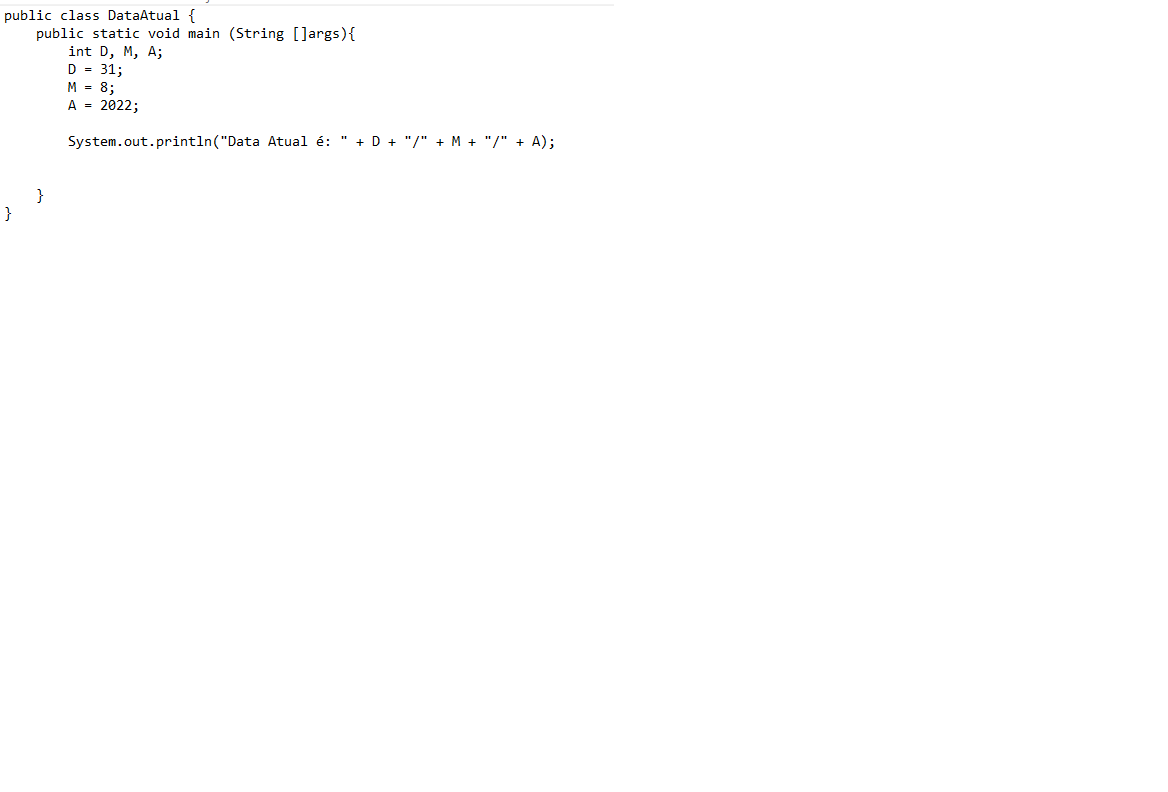 public class DataAtual {
    public static void main (String []args){
        int D, M, A;
        D = 31;
        M = 8;
        A = 2022;
        System.out.println("Data Atual é: " + D + "/" + M + "/" + A);
    }
}